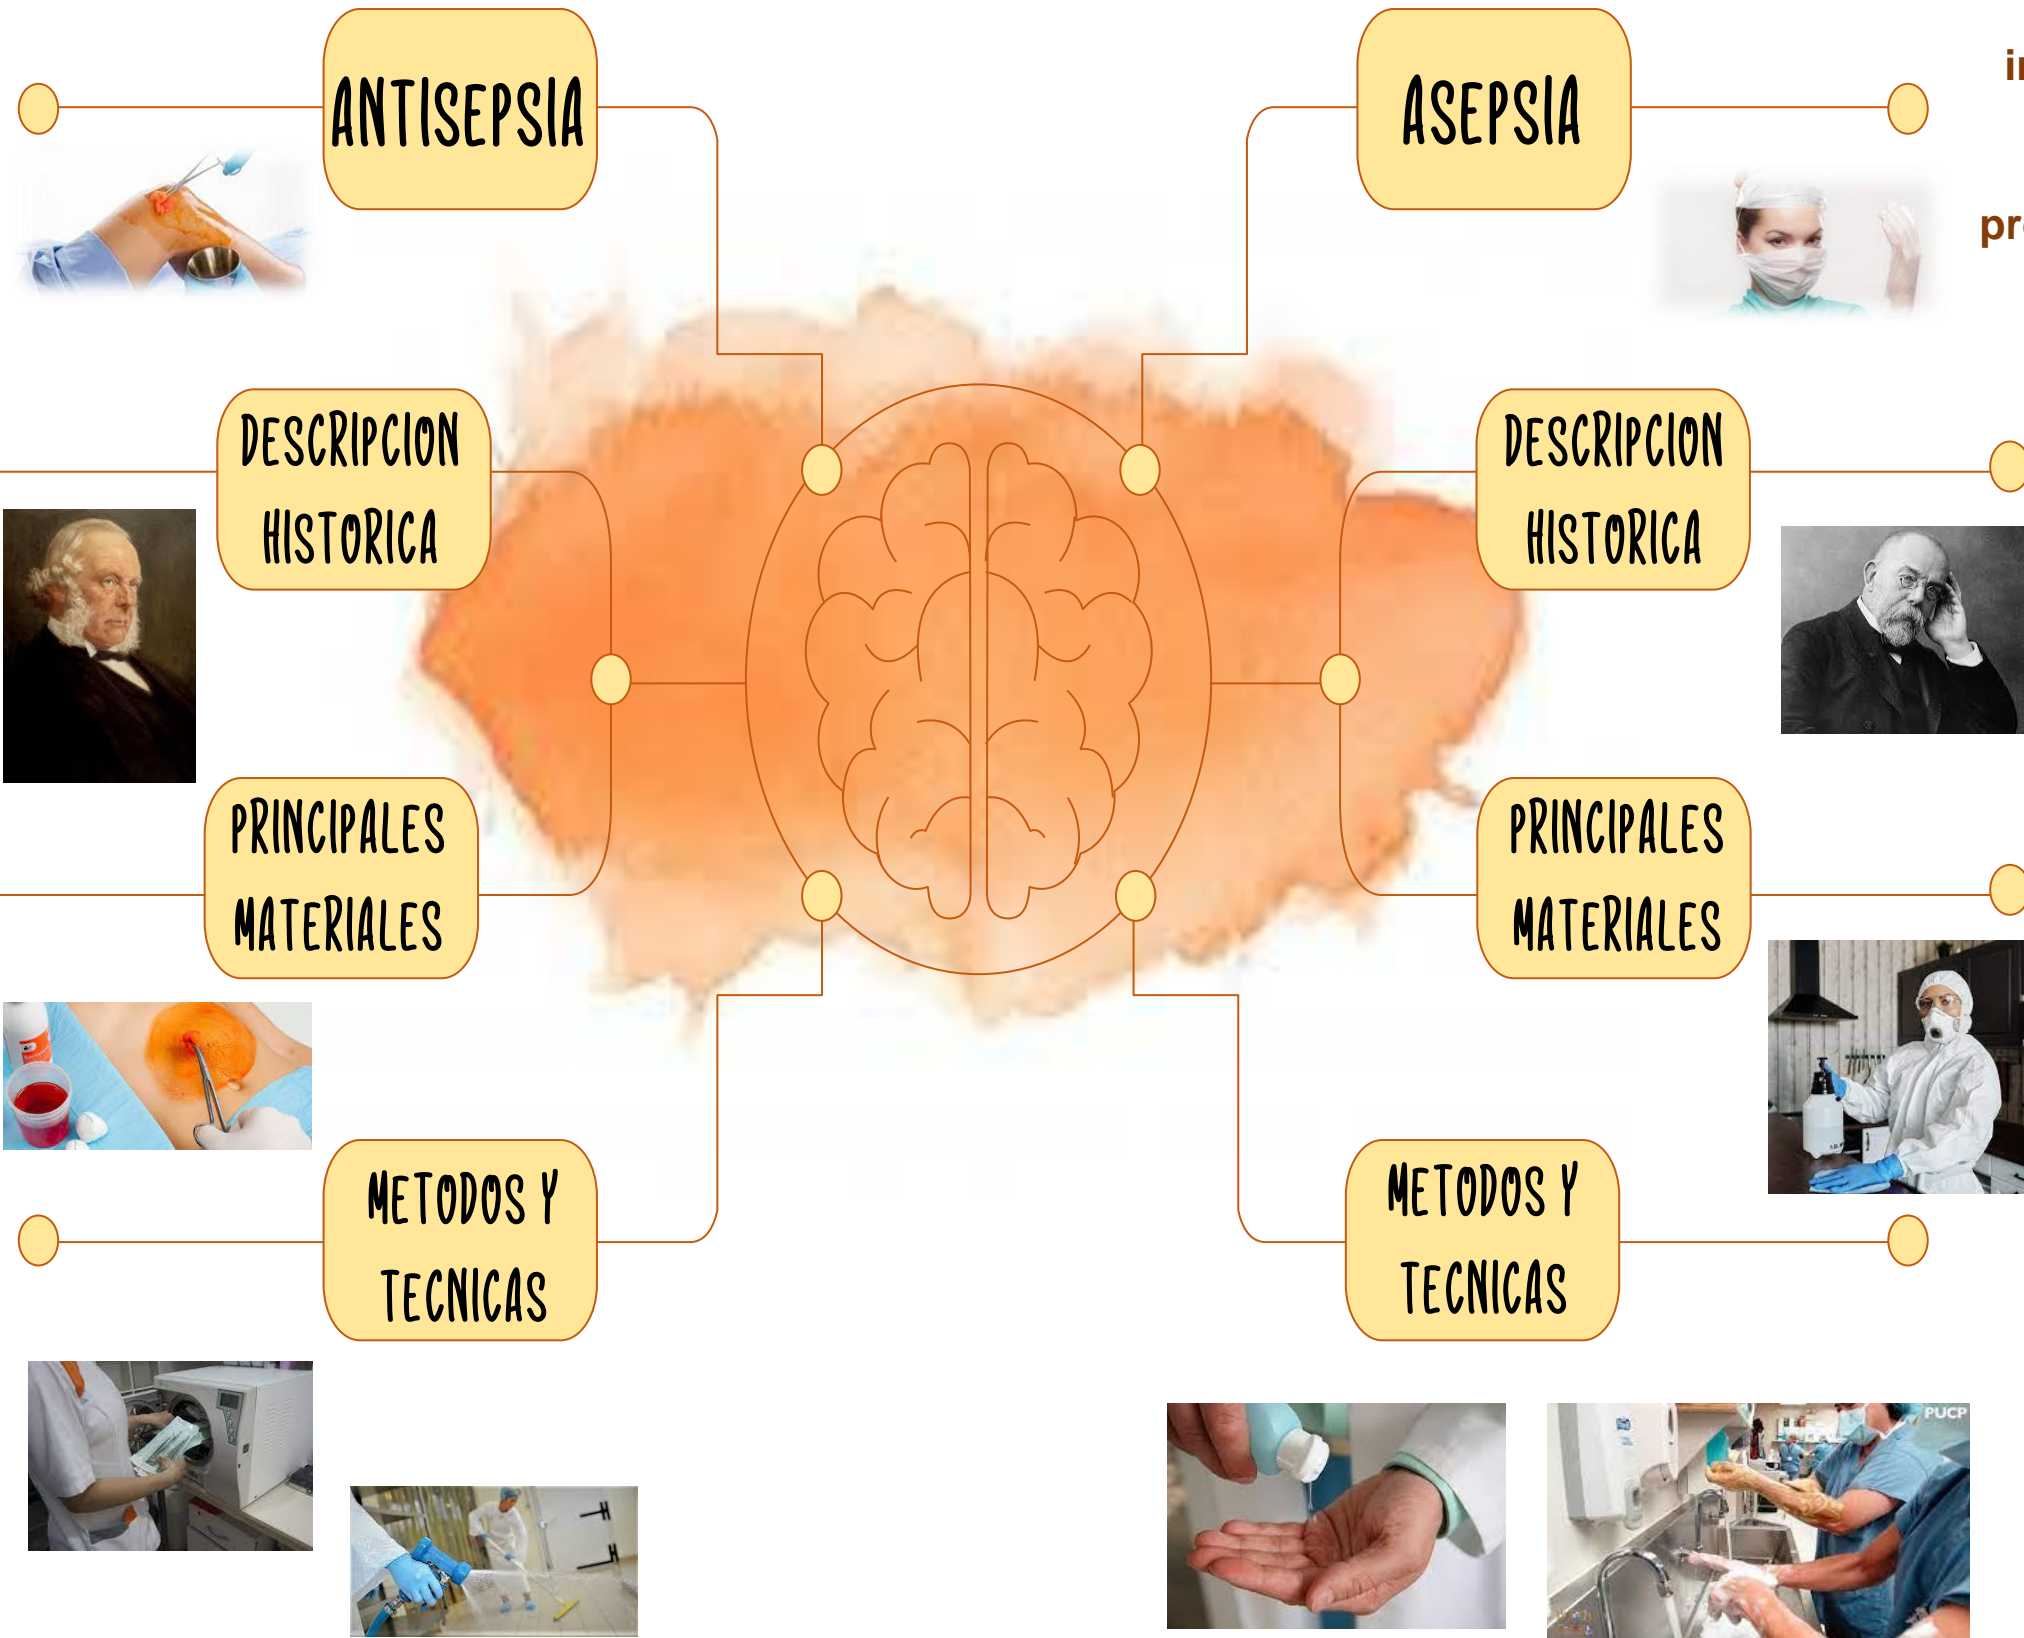 ANTISEPSIA
ASEPSIA
DESCRIPCION
HISTORICA
DESCRIPCION
HISTORICA
PRINCIPALES
MATERIALES
PRINCIPALES
MATERIALES
METODOS Y
TECNICAS
METODOS Y
TECNICAS
PUCP